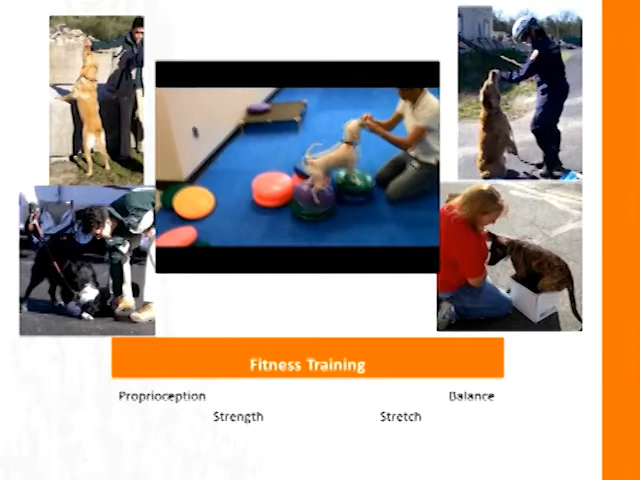 Fitness Training
Proprioception Balance
Strength Stretch